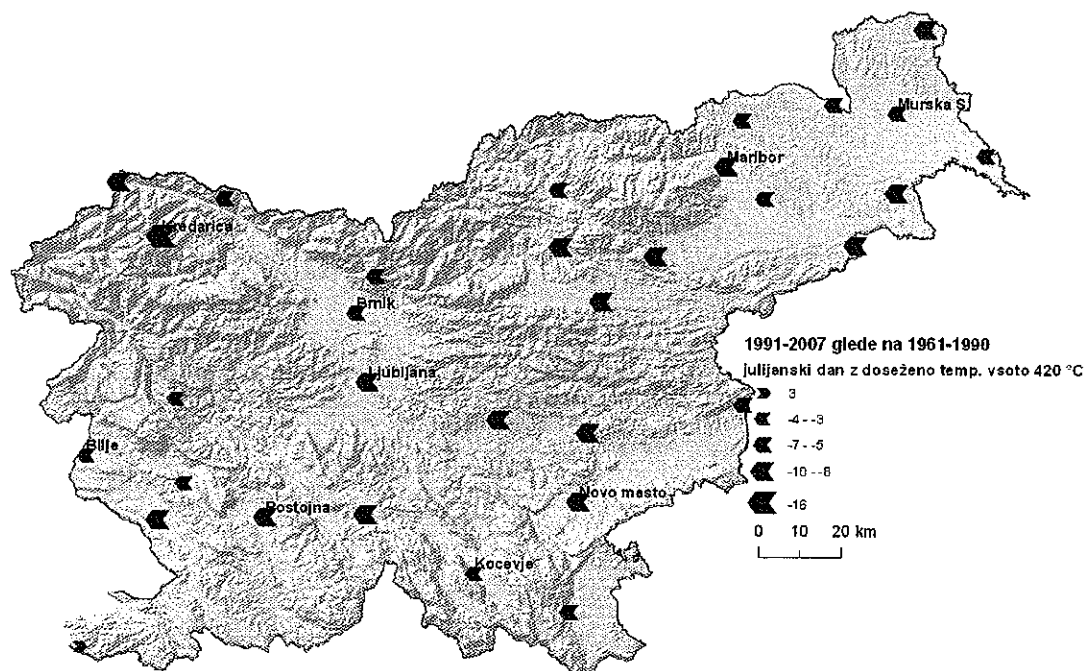 Murska S.
Maribor
Kredarica
Brnik
Ljubljana
1991-2007 glede na 1961-1990
julijanski dan z doseženo temp. vsoto 420 °C
3
-4 - -3
-7 - -5
-10 - -8
-16
0 10 20 km
Bilje
Postojna
Novo mesto
Kocevje